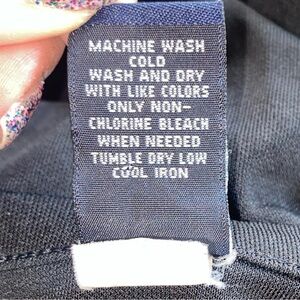 MACHINE WASH
COLD
WASH AND DRY
WITH LIKE COLORS
ONLY NON-
CHLORINE BLEACH
WHEN NEEDED
TUMBLE DRY LOW
COOL IRON